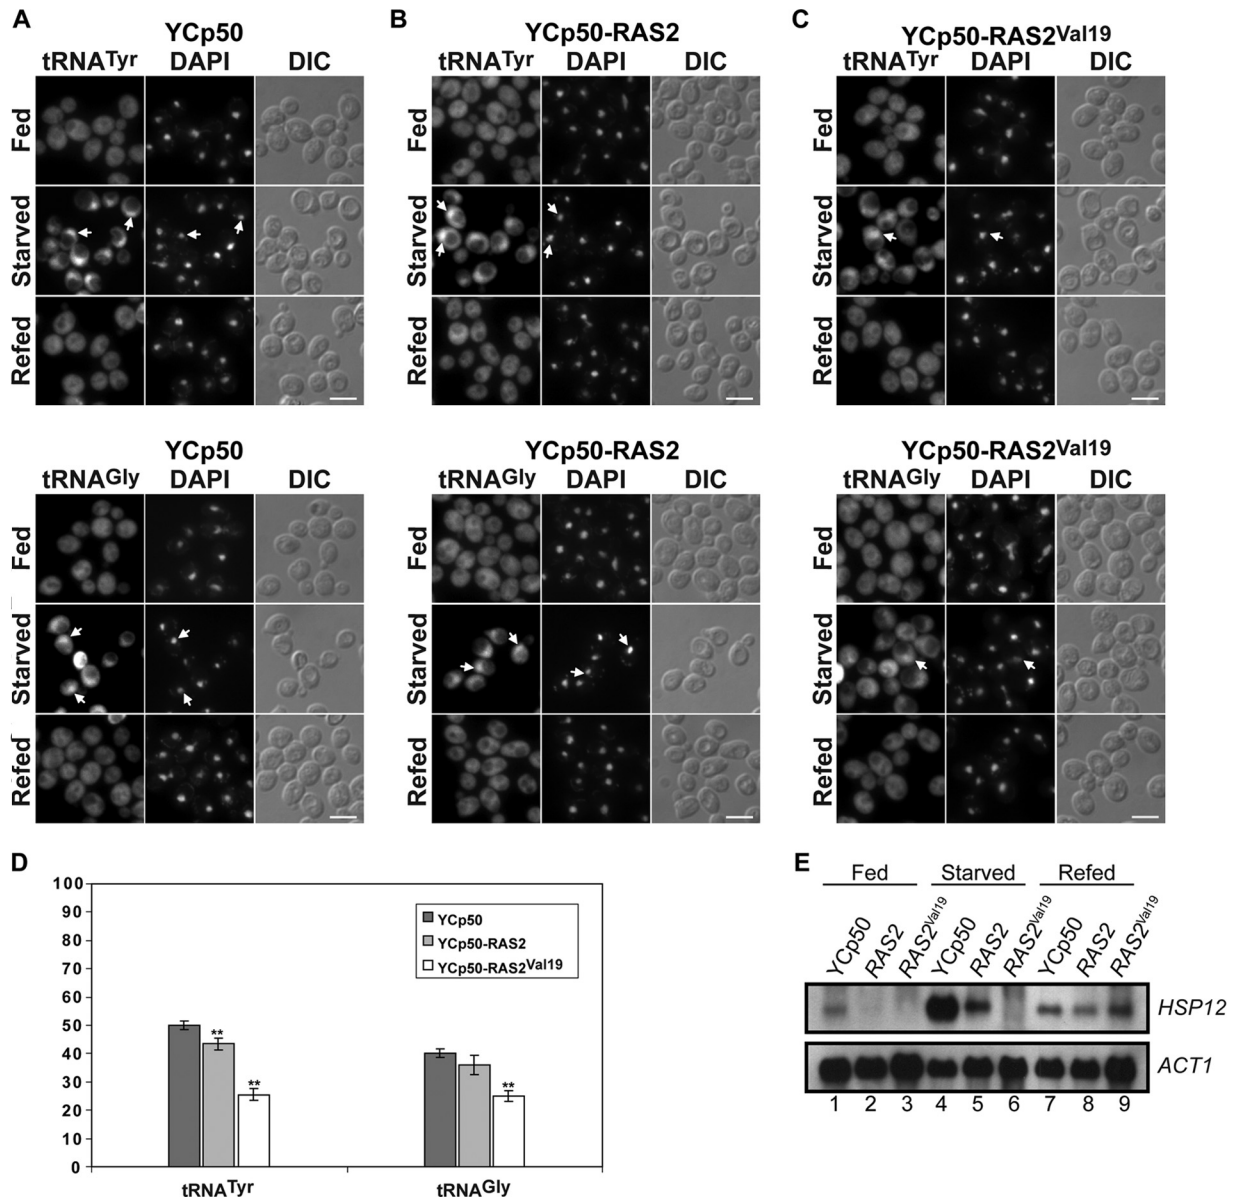 A
YCp50
tRNATyr DAPI DIC
Fed
Starved
Refed
B
YCp50-RAS2
tRNATyr DAPI DIC
Fed
Starved
Refed
C
YCp50-RAS2Val19
tRNATyr DAPI DIC
Fed
Starved
Refed
YCp50
tRNAGly DAPI DIC
Fed
Starved
Refed
YCp50-RAS2
tRNAGly DAPI DIC
Fed
Starved
Refed
YCp50-RAS2Val19
tRNAGly DAPI DIC
Fed
Starved
Refed
D
100
90
80
70
60
50
40
30
20
10
0
YCp50
YCp50-RAS2
YCp50-RAS2Val19
**
**
**
tRNATyr
tRNAGly
E
Fed Starved Refed
YCp50 RAS2 RAS2Val19 YCp50 RAS2 RAS2Val19 YCp50 RAS2 RAS2Val19
HSP12
ACT1
1 2 3 4 5 6 7 8 9